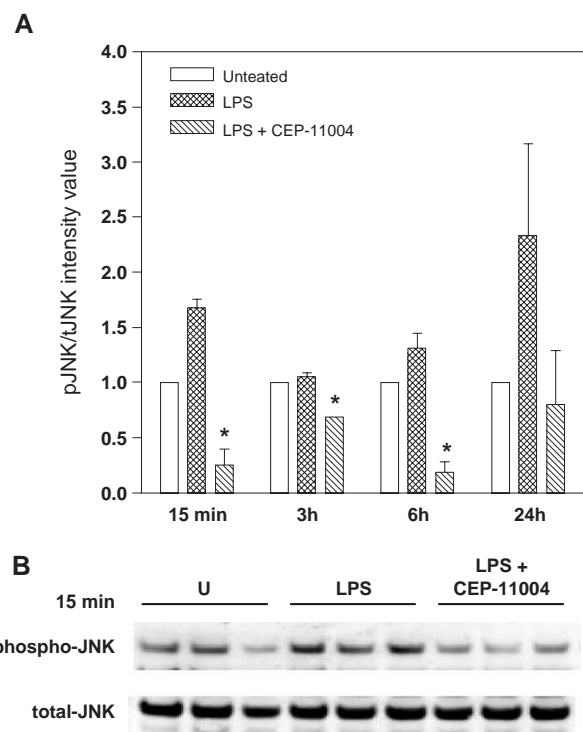 A
4.0
3.5
3.0
2.5
2.0
1.5
1.0
0.5
0.0
pJNK/tJNK intensity value
Unteated
LPS
LPS + CEP-11004
*
*
*
15 min 3h 6h 24h
B
15 min U LPS LPS +
CEP-11004
phospho-JNK
total-JNK